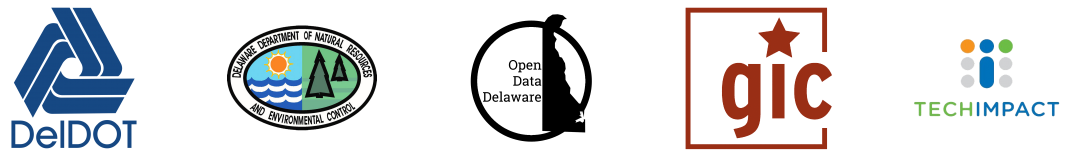 DelDOT
DELAWARE DEPARTMENT OF NATURAL RESOURCES
AND ENVIRONMENTAL CONTROL
Open
Data
Delaware
gic
TECHIMPACT